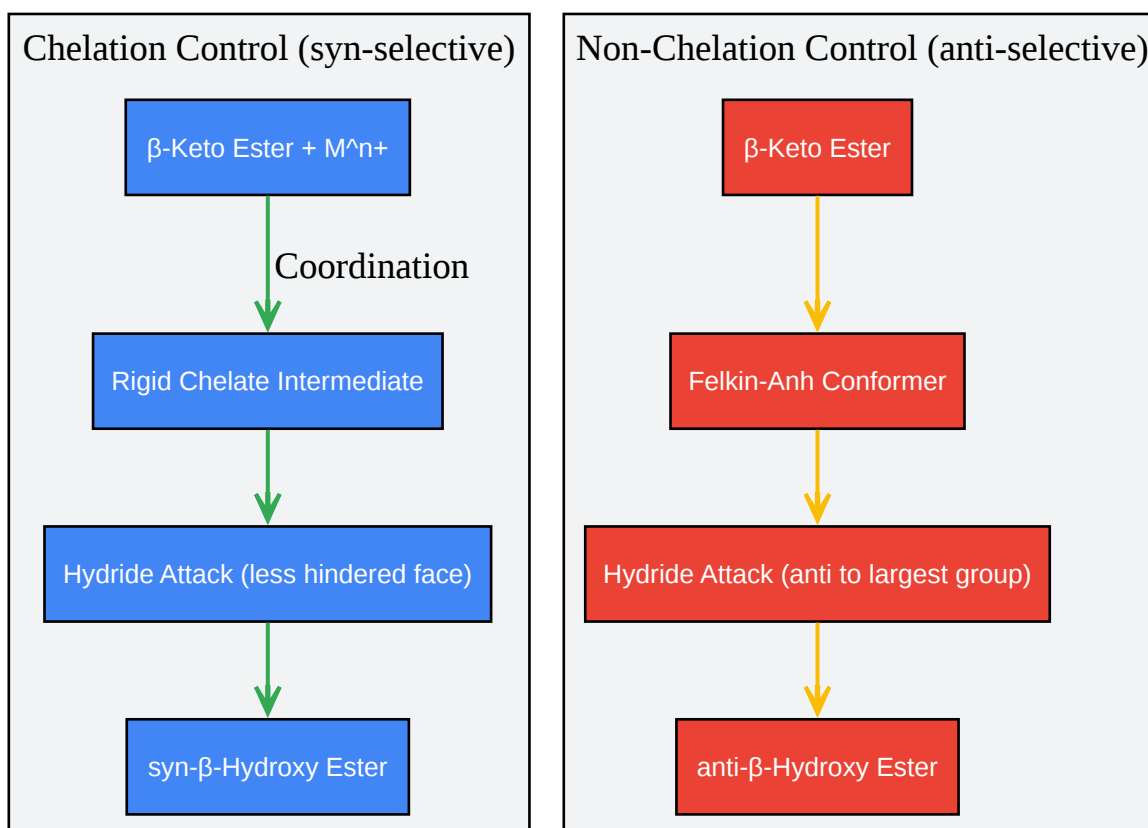 Chelation Control (syn-selective)
β-Keto Ester + M^n+
Coordination
Rigid Chelate Intermediate
Hydride Attack (less hindered face)
syn-β-Hydroxy Ester
Non-Chelation Control (anti-selective)
β-Keto Ester
Felkin-Anh Conformer
Hydride Attack (anti to largest group)
anti-β-Hydroxy Ester